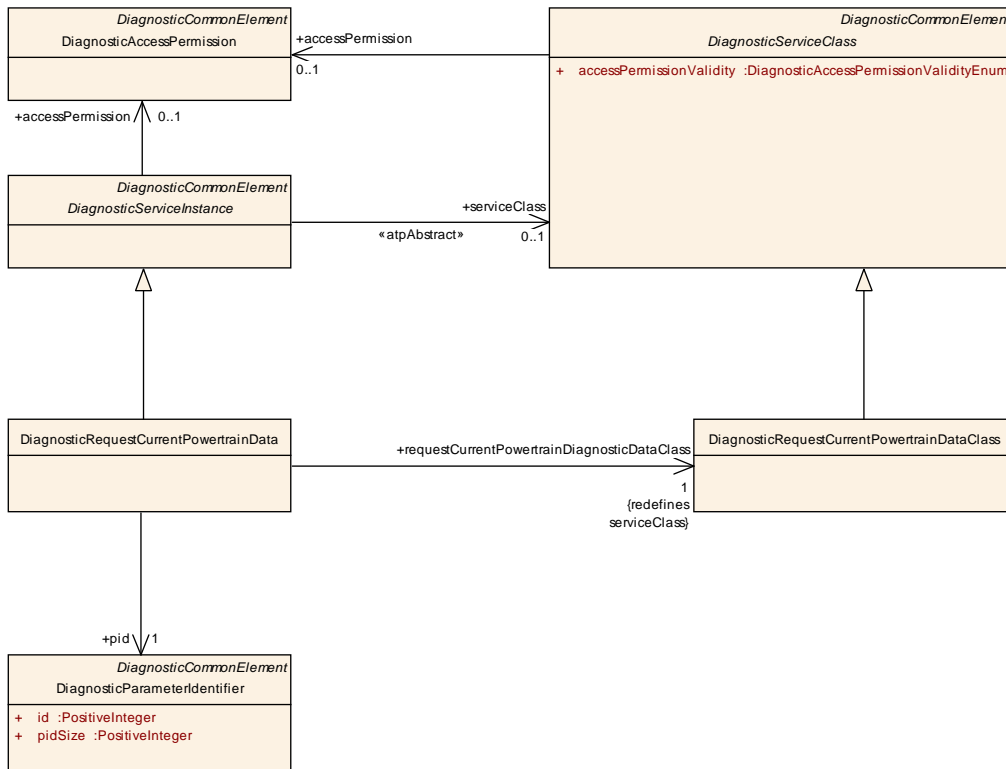 DiagnosticCommonElement
DiagnosticAccessPermission
DiagnosticCommonElement
DiagnosticServiceClass
+ accessPermissionValidity :DiagnosticAccessPermissionValidityEnum
+accessPermission
0..1
+accessPermission
0..1
DiagnosticCommonElement
DiagnosticServiceInstance
+serviceClass
«atpAbstract»
0..1
DiagnosticRequestCurrentPowertrainData
DiagnosticRequestCurrentPowertrainDataClass
+requestCurrentPowertrainDiagnosticDataClass
1
{redefines
serviceClass}
+pid
1
DiagnosticCommonElement
DiagnosticParameterIdentifier
+ id :PositiveInteger
+ pidSize :PositiveInteger